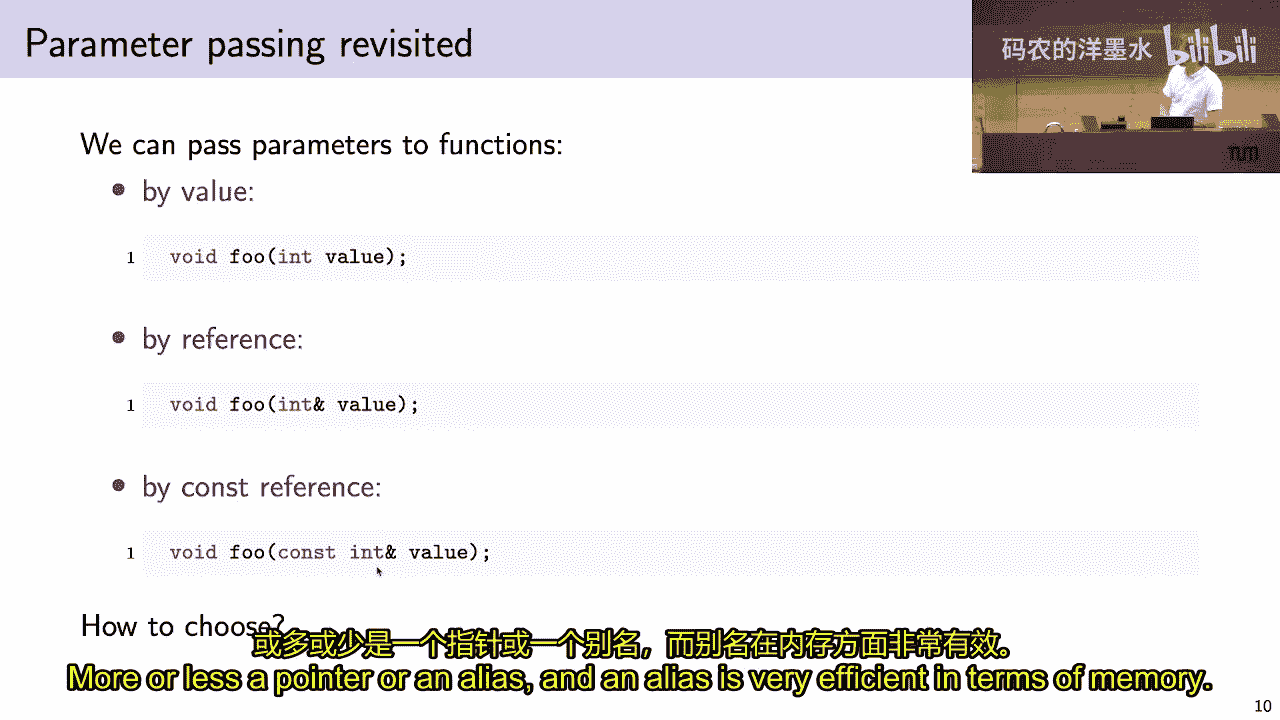 Parameter passing revisited
码农的洋墨水 bilibili
TUM
We can pass parameters to functions:
• by value:
1 void foo(int value);
• by reference:
1 void foo(int& value);
• by const reference:
1 void foo(const int& value);
How to choose?
或多或少是一个指针或一个别名，而别名在内存方面非常有效。
More or less a pointer or an alias, and an alias is very efficient in terms of memory.
10